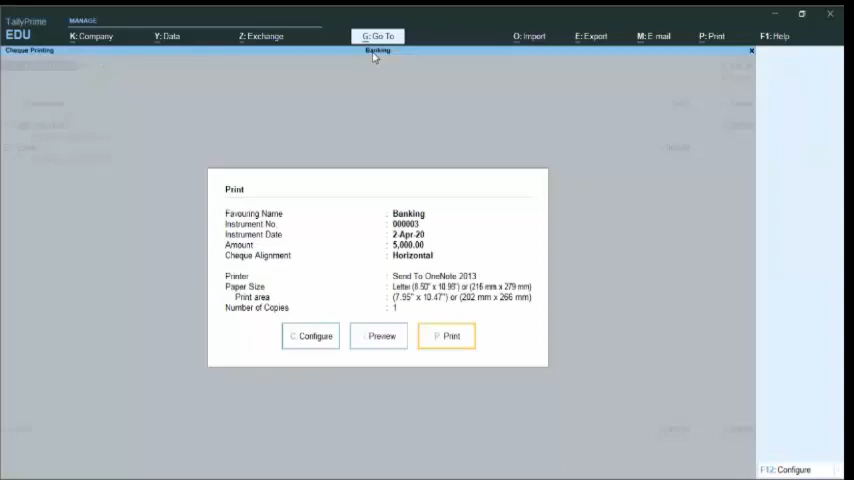 TallyPrime
EDU
MANAGE
K: Company
Y: Data
Z: Exchange
G: Go To
O: Import
E: Export
M: E-mail
P: Print
F1: Help
Cheque Printing
Banking
Print
Favouring Name : Banking
Instrument No. : 000003
Instrument Date : 2-Apr-20
Amount : 5,000.00
Cheque Alignment : Horizontal
Printer : Send To OneNote 2013
Paper Size : Letter (8.50" x 10.98") or (216 mm x 279 mm)
Print area : (7.95" x 10.47") or (202 mm x 266 mm)
Number of Copies : 1
C: Configure
Preview
P: Print
F12: Configure